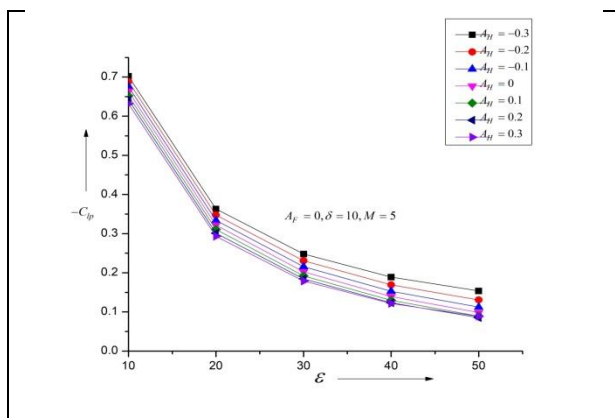 A_H = −0.3
A_H = −0.2
A_H = −0.1
A_H = 0
A_H = 0.1
A_H = 0.2
A_H = 0.3
0.7
0.6
0.5
0.4
−C_lp
A_F = 0, δ = 10, M = 5
0.3
0.2
0.1
0.0
10 20 30 40 50
ε